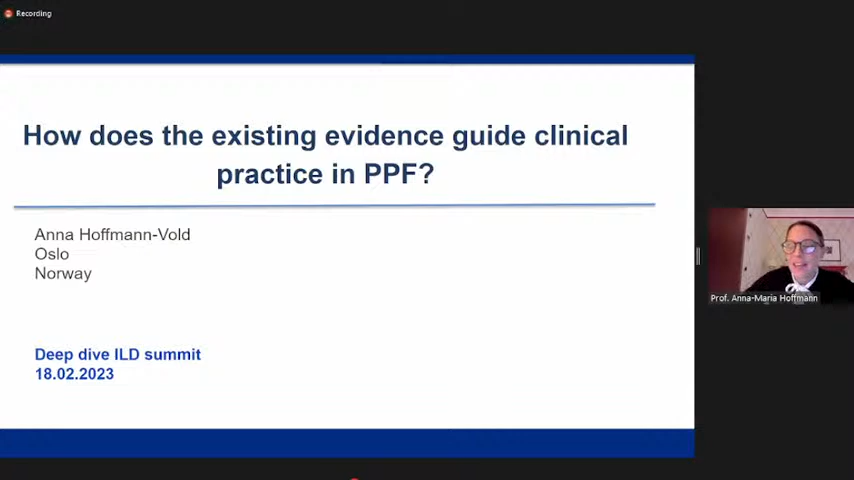 Recording
How does the existing evidence guide clinical
practice in PPF?
Anna Hoffmann-Vold
Oslo
Norway
Prof. Anna-Maria Hoffmann
Deep dive ILD summit
18.02.2023